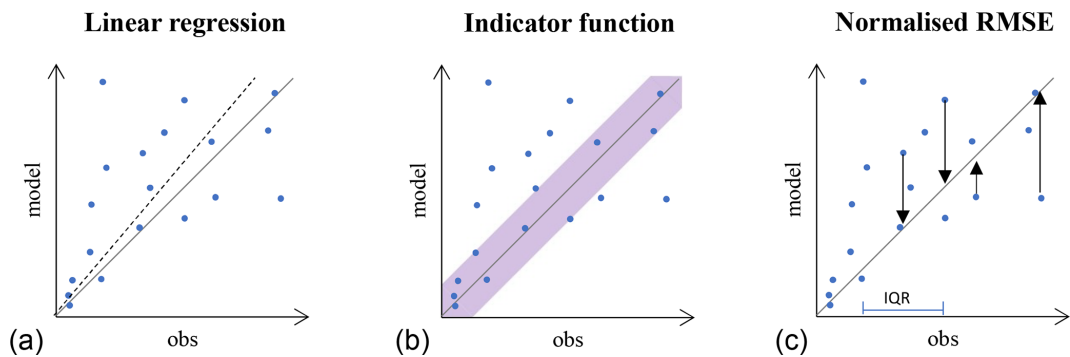 Linear regression
model
obs
(a)
Indicator function
model
obs
(b)
Normalised RMSE
model
IQR
obs
(c)